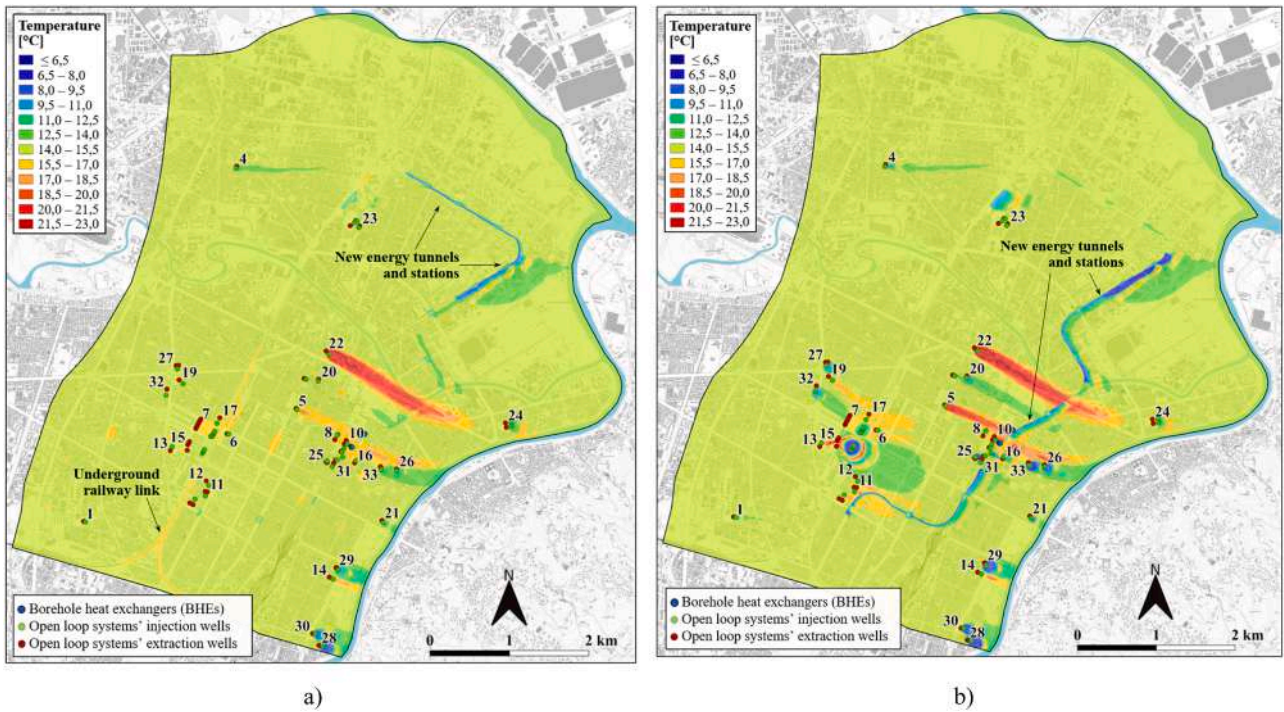 Temperature
[°C]
≤ 6,5
6,5 – 8,0
8,0 – 9,5
9,5 – 11,0
11,0 – 12,5
12,5 – 14,0
14,0 – 15,5
15,5 – 17,0
17,0 – 18,5
18,5 – 20,0
20,0 – 21,5
21,5 – 23,0
4
23
New energy tunnels
and stations
22
27
19
20
32
5
7
17
24
8
10
13
15
6
25
16
31
33
26
12
11
Underground
railway link
1
21
29
14
30
28
Borehole heat exchangers (BHEs)
Open loop systems' injection wells
Open loop systems' extraction wells
N
0 1 2 km
a)
Temperature
[°C]
≤ 6,5
6,5 – 8,0
8,0 – 9,5
9,5 – 11,0
11,0 – 12,5
12,5 – 14,0
14,0 – 15,5
15,5 – 17,0
17,0 – 18,5
18,5 – 20,0
20,0 – 21,5
21,5 – 23,0
4
23
New energy tunnels
and stations
22
27
19
20
32
5
7
17
24
8
10
13
15
6
25
16
31
33
26
12
11
1
21
29
14
30
28
Borehole heat exchangers (BHEs)
Open loop systems' injection wells
Open loop systems' extraction wells
N
0 1 2 km
b)